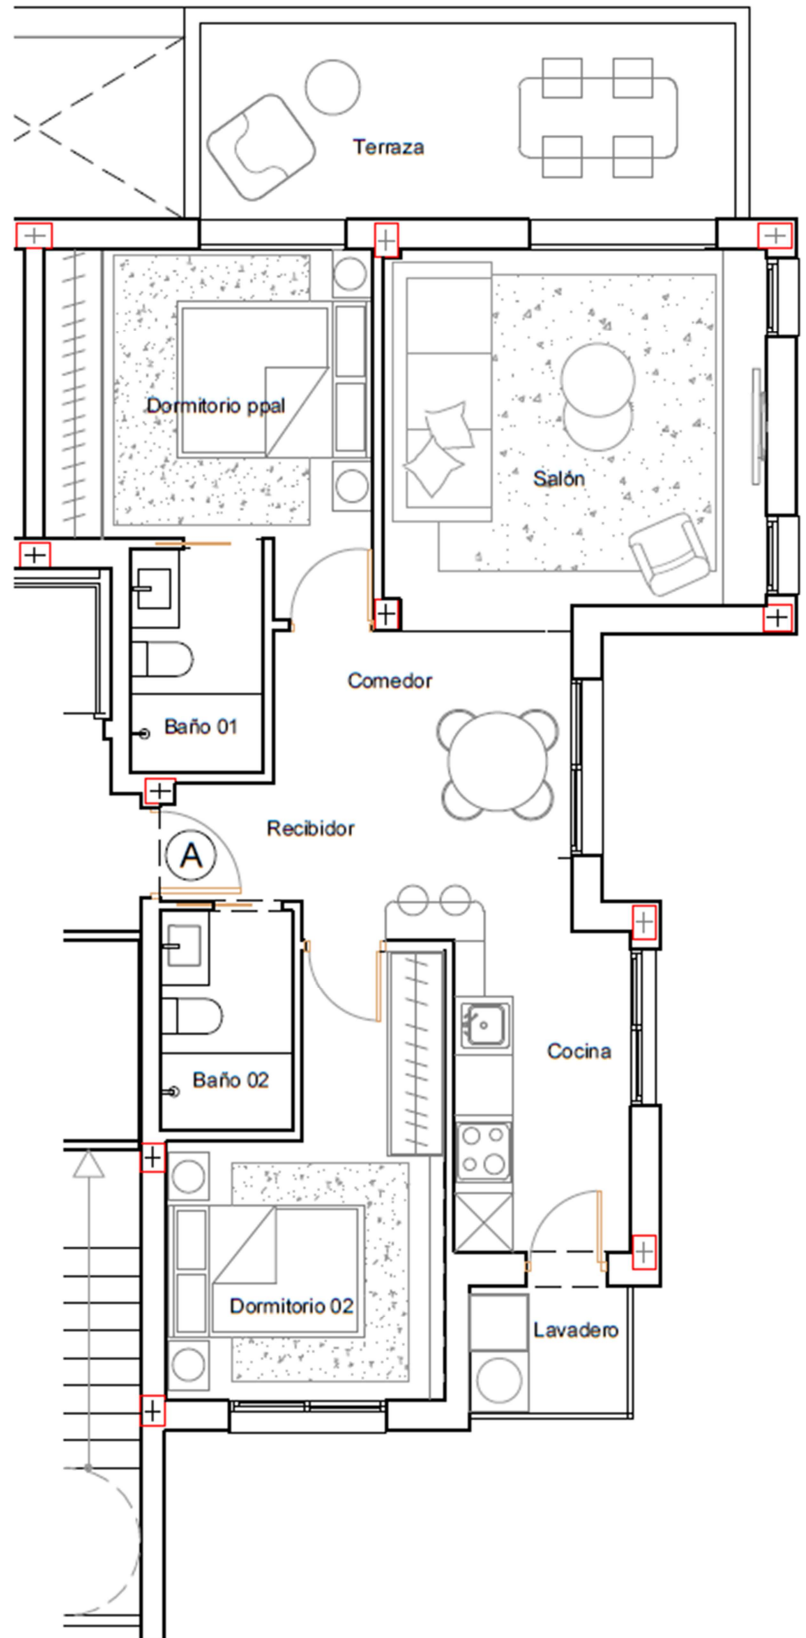 Terraza
Dormitorio ppal
Salón
Comedor
Baño 01
Recibidor
A
Cocina
Baño 02
Dormitorio 02
Lavadero